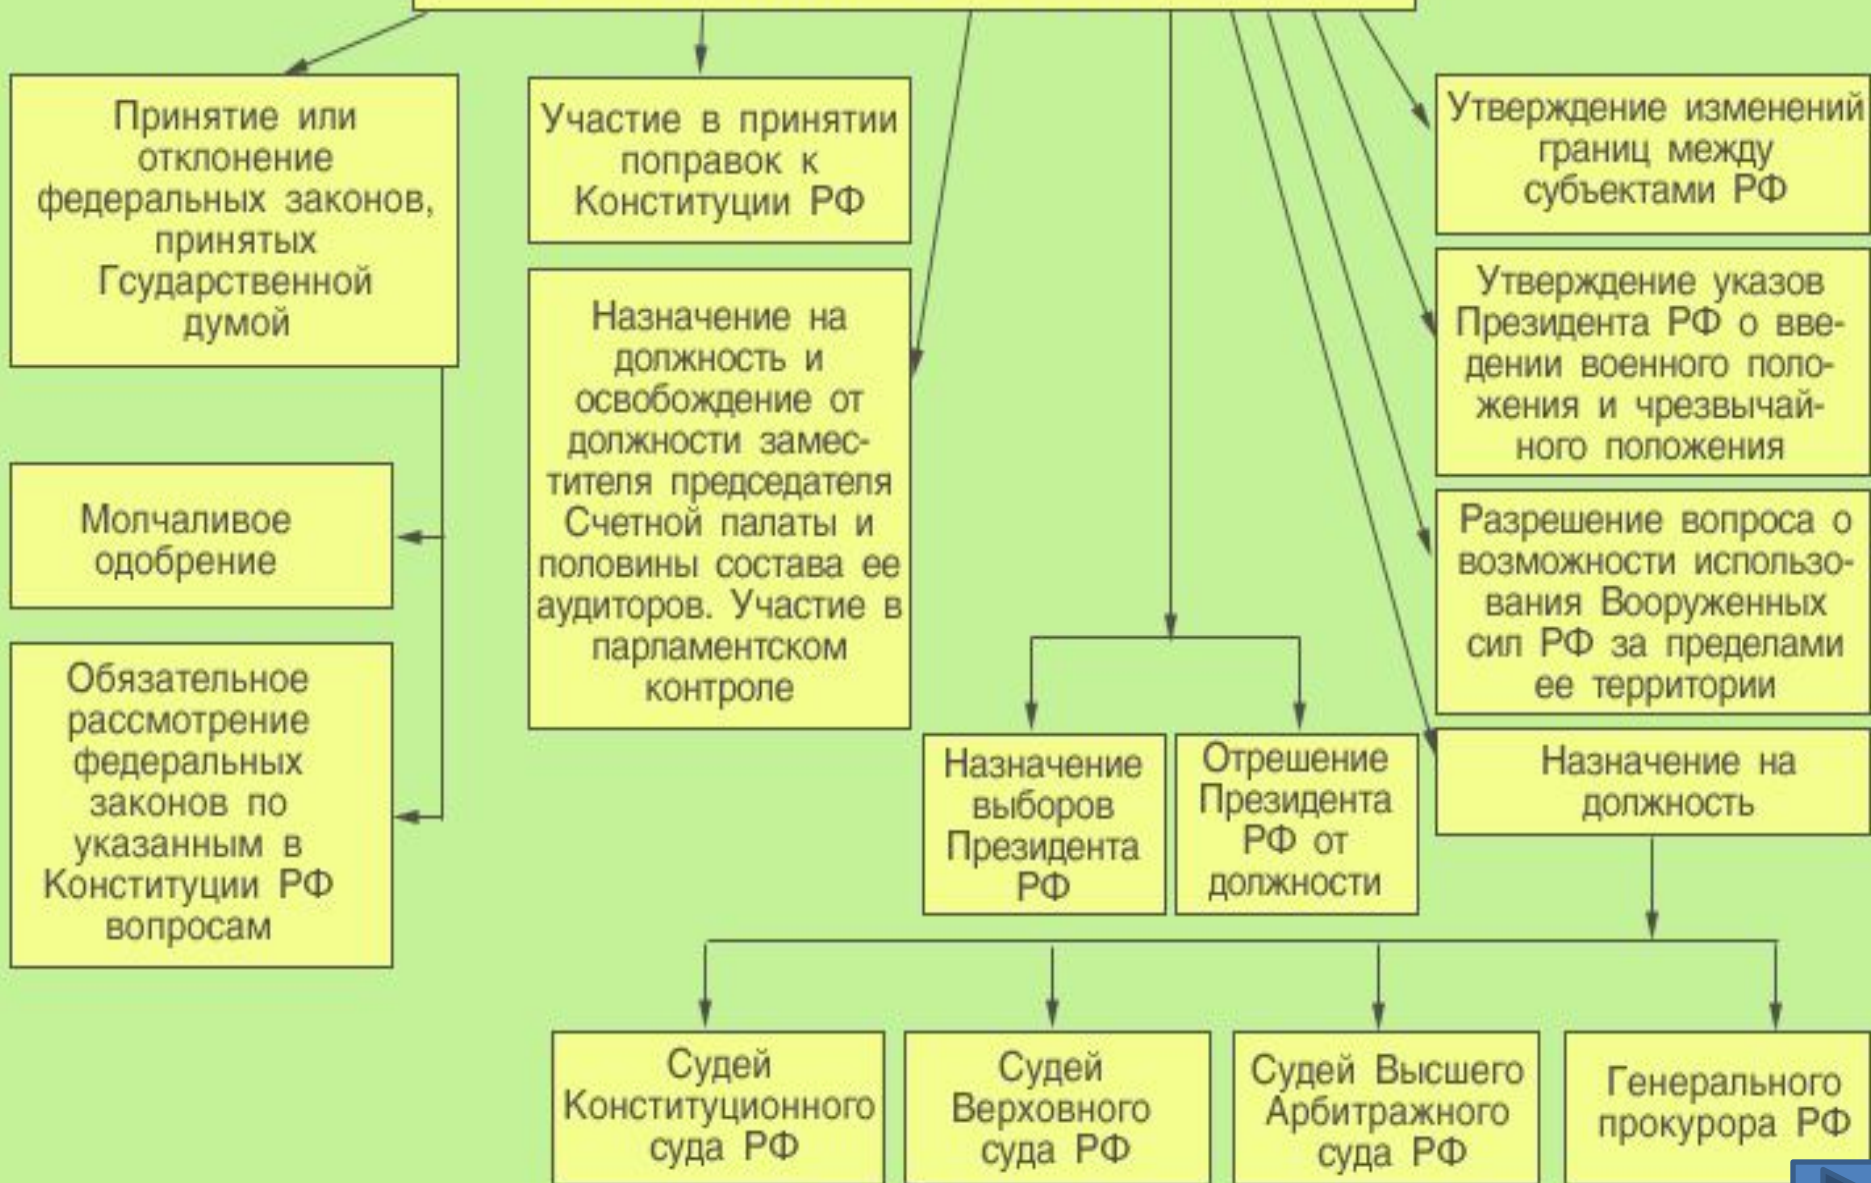 Принятие или
отклонение
федеральных законов,
принятых
Гсударственной
думой
Молчаливое
одобрение
Обязательное
рассмотрение
федеральных
законов по
указанным в
Конституции РФ
вопросам
Участие в принятии
поправок к
Конституции РФ
Назначение на
должность и
освобождение от
должности замес-
тителя председателя
Счетной палаты и
половины состава ее
аудиторов. Участие в
парламентском
контроле
Назначение
выборов
Президента
РФ
Отрешение
Президента
РФ от
должности
Утверждение изменений
границ между
субъектами РФ
Утверждение указов
Президента РФ о вве-
дении военного поло-
жения и чрезвычай-
ного положения
Разрешение вопроса о
возможности использо-
вания Вооруженных
сил РФ за пределами
ее территории
Назначение на
должность
Судей
Конституционного
суда РФ
Судей
Верховного
суда РФ
Судей Высшего
Арбитражного
суда РФ
Генерального
прокурора РФ